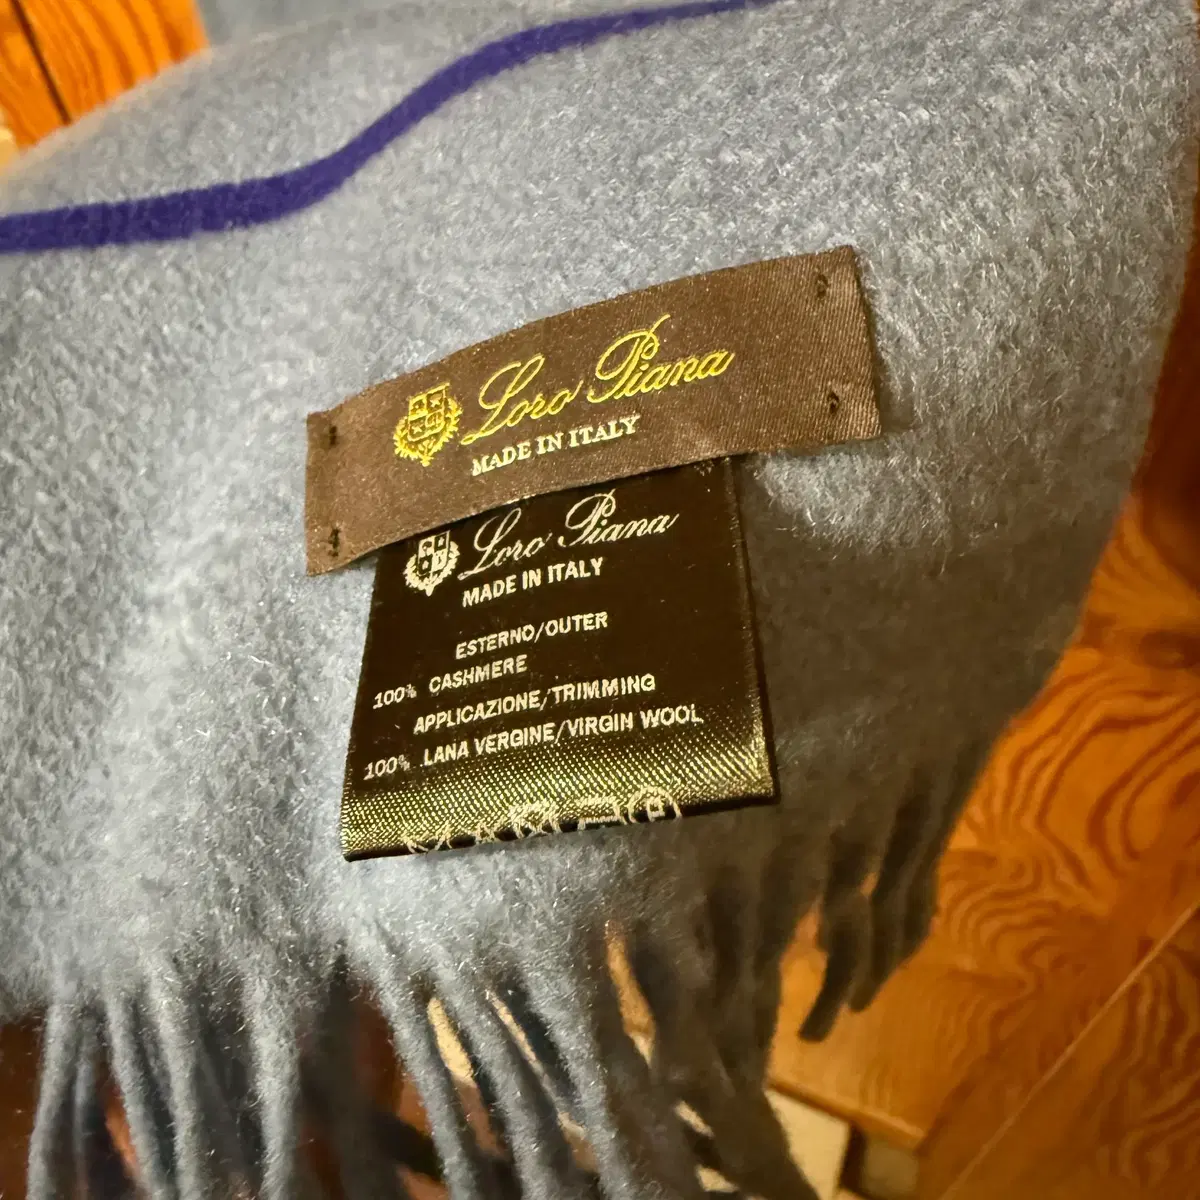 Loro Piana
MADE IN ITALY
Loro Piana
MADE IN ITALY
ESTERNO/OUTER
100% CASHMERE
APPLICAZIONE/TRIMMING
100% LANA VERGINE/VIRGIN WOOL